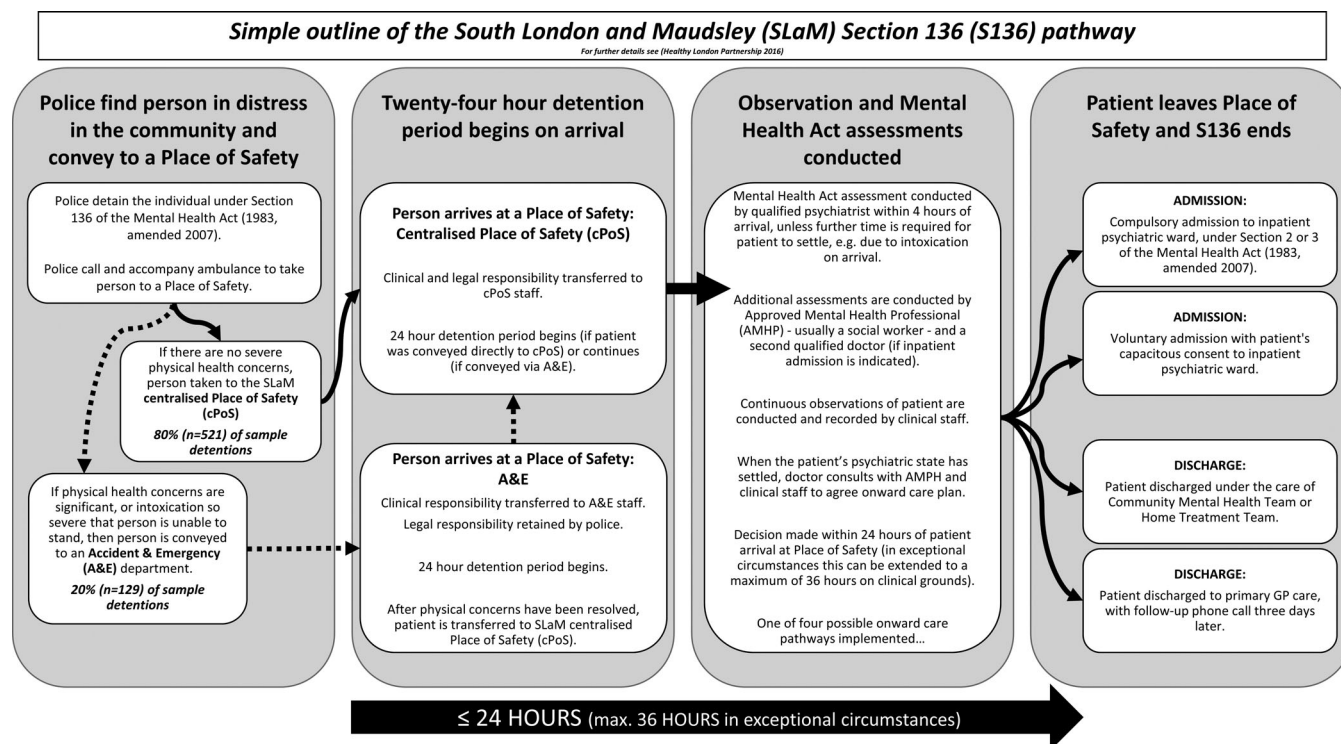 Simple outline of the South London and Maudsley (SLaM) Section 136 (S136) pathway
For further details see (Healthy London Partnership 2016)
Police find person in distress
in the community and
convey to a Place of Safety
Police detain the individual under Section
136 of the Mental Health Act (1983,
amended 2007).
Police call and accompany ambulance to take
person to a Place of Safety.
If there are no severe
physical health concerns,
person taken to the SLaM
centralised Place of Safety
(cPoS)
80% (n=521) of sample
detentions
If physical health concerns are
significant, or intoxication so
severe that person is unable to
stand, then person is conveyed
to an Accident & Emergency
(A&E) department.
20% (n=129) of sample
detentions
Twenty-four hour detention
period begins on arrival
Person arrives at a Place of Safety:
Centralised Place of Safety (cPoS)
Clinical and legal responsibility transferred to
cPoS staff.
24 hour detention period begins (if patient
was conveyed directly to cPoS) or continues
(if conveyed via A&E).
Person arrives at a Place of Safety:
A&E
Clinical responsibility transferred to A&E staff.
Legal responsibility retained by police.
24 hour detention period begins.
After physical concerns have been resolved,
patient is transferred to SLaM centralised
Place of Safety (cPoS).
Observation and Mental
Health Act assessments
conducted
Mental Health Act assessment conducted
by qualified psychiatrist within 4 hours of
arrival, unless further time is required for
patient to settle, e.g. due to intoxication
on arrival.
Additional assessments are conducted by
Approved Mental Health Professional
(AMHP) - usually a social worker - and a
second qualified doctor (if inpatient
admission is indicated).
Continuous observations of patient are
conducted and recorded by clinical staff.
When the patient's psychiatric state has
settled, doctor consults with AMPH and
clinical staff to agree onward care plan.
Decision made within 24 hours of patient
arrival at Place of Safety (in exceptional
circumstances this can be extended to a
maximum of 36 hours on clinical grounds).
One of four possible onward care
pathways implemented…
Patient leaves Place of
Safety and S136 ends
ADMISSION:
Compulsory admission to inpatient
psychiatric ward, under Section 2 or 3
of the Mental Health Act (1983,
amended 2007).
ADMISSION:
Voluntary admission with patient's
capacitous consent to inpatient
psychiatric ward.
DISCHARGE:
Patient discharged under the care of
Community Mental Health Team or
Home Treatment Team.
DISCHARGE:
Patient discharged to primary GP care,
with follow-up phone call three days
later.
≤ 24 HOURS (max. 36 HOURS in exceptional circumstances)